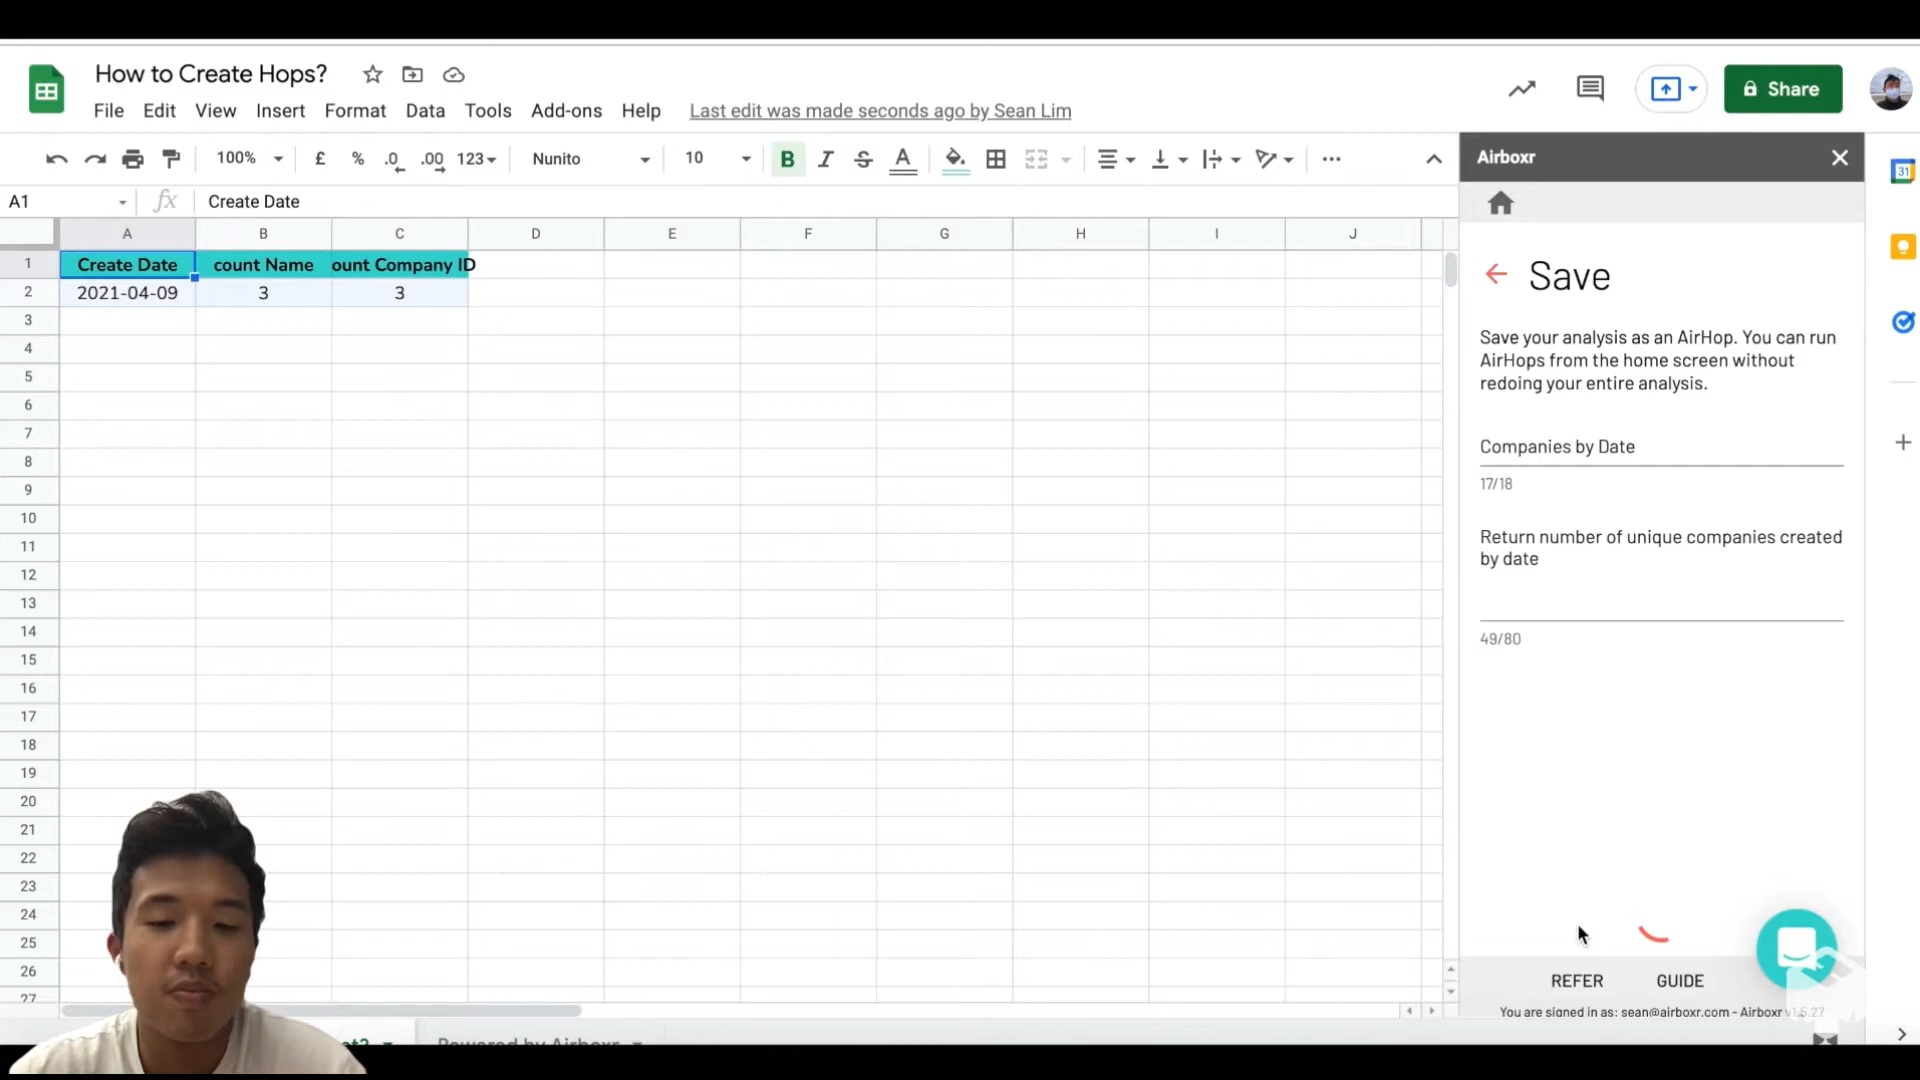 How to Create Hops?
File Edit View Insert Format Data Tools Add-ons Help Last edit was made seconds ago by Sean Lim
Share
100% £ % .0 .00 123 Nunito 10 B I S A
Airboxr
A1 fx Create Date
A B C D E F G H I J
1 Create Date count Name ount Company ID
2 2021-04-09 3 3
3
4
5
6
7
8
9
10
11
12
13
14
15
16
17
18
19
20
21
22
23
24
25
26
27
Save
Save your analysis as an AirHop. You can run
AirHops from the home screen without
redoing your entire analysis.
Companies by Date
17/18
Return number of unique companies created
by date
49/80
REFER GUIDE
You are signed in as: sean@airboxr.com - Airboxr v1.5.27
Powered by Airboxr
31